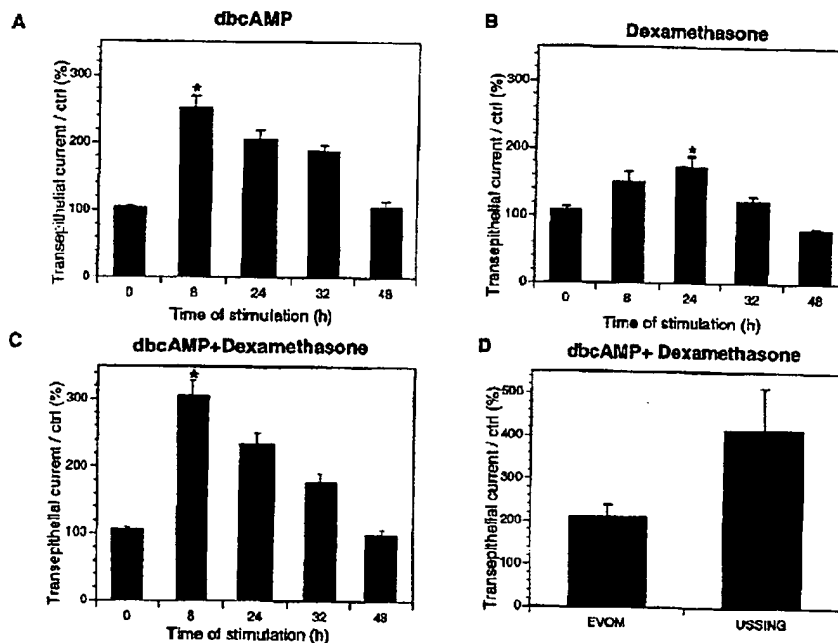 A
dbcAMP
Transepithelial current / ctrl (%)
300
200
100
0
*
0 8 24 32 48
Time of stimulation (h)
B
Dexamethasone
Transepithelial current / ctrl (%)
300
200
100
0
*
0 8 24 32 48
Time of stimulation (h)
C
dbcAMP+Dexamethasone
Transepithelial current / ctrl (%)
300
200
100
0
*
0 8 24 32 48
Time of stimulation (h)
D
dbcAMP+ Dexamethasone
Transepithelial current / ctrl (%)
500
400
300
200
100
0
EVOM USSING